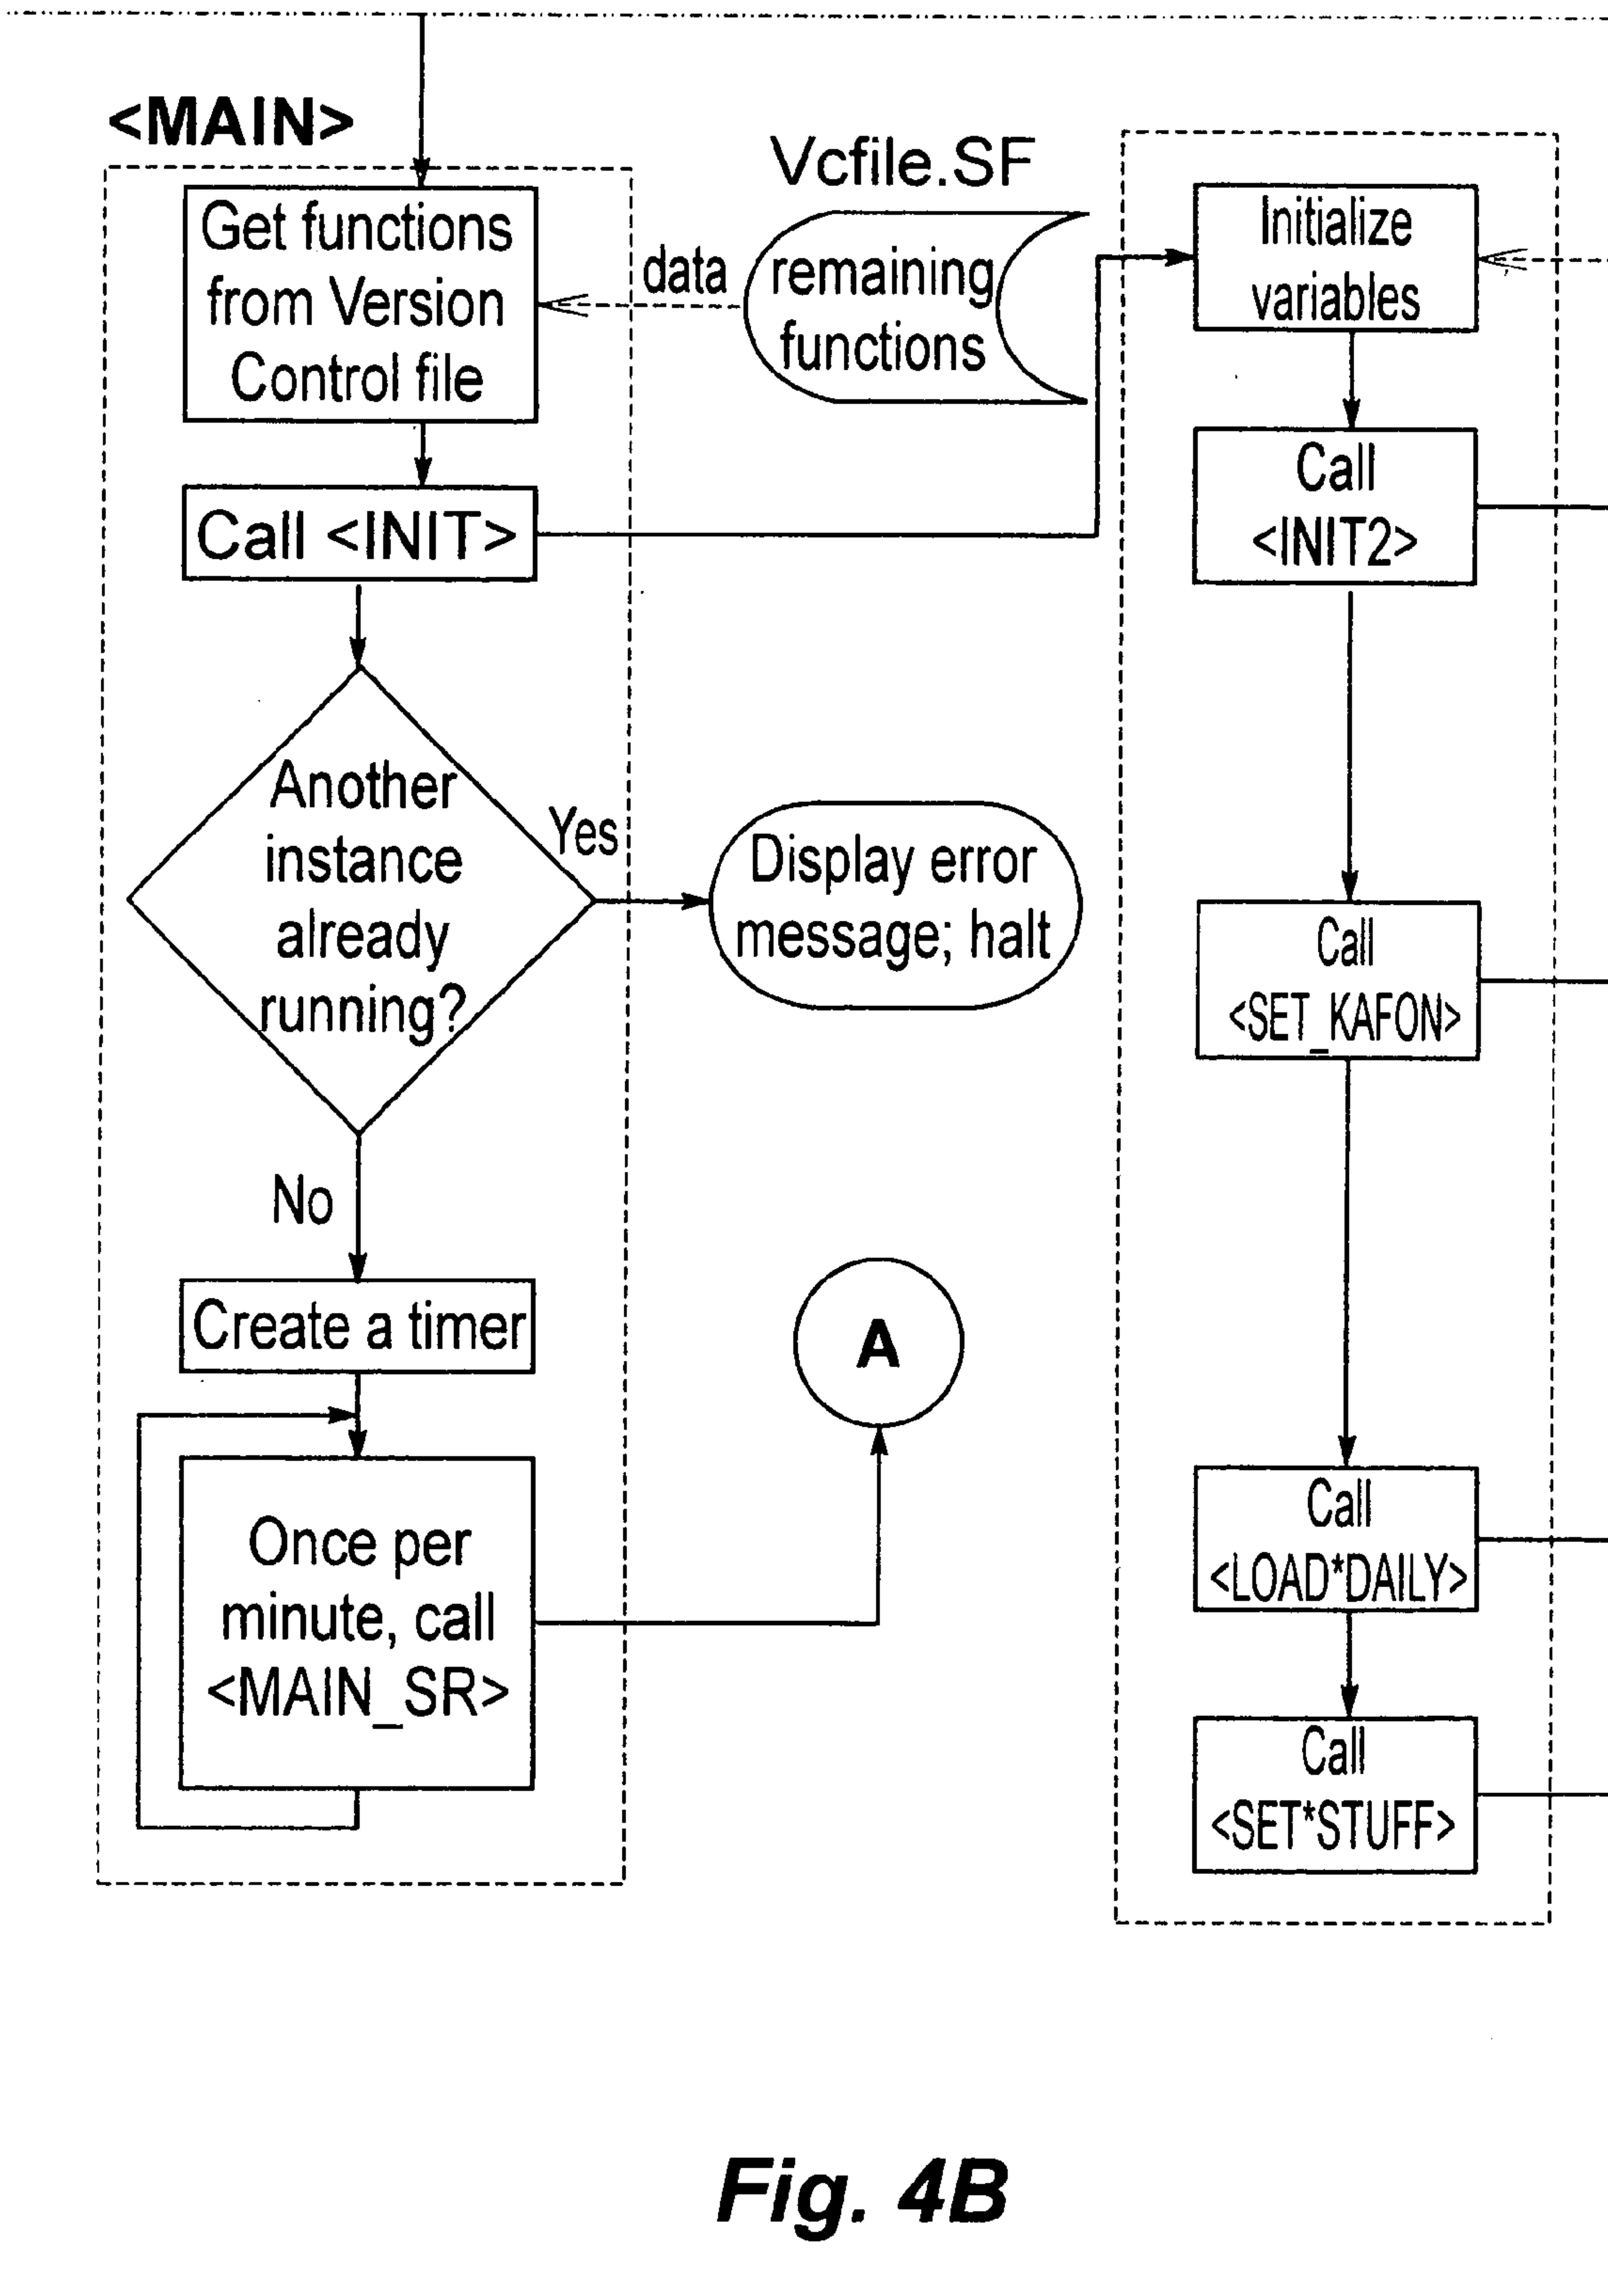 <MAIN>
Get functions
from Version
Control file
data
Vcfile.SF
remaining
functions
Call <INIT>
Another
instance
already
running?
Yes
Display error
message; halt
No
Create a timer
Once per
minute, call
<MAIN_SR>
A
Initialize
variables
Call
<INIT2>
Call
<SET_KAFON>
Call
<LOAD*DAILY>
Call
<SET*STUFF>
Fig. 4B